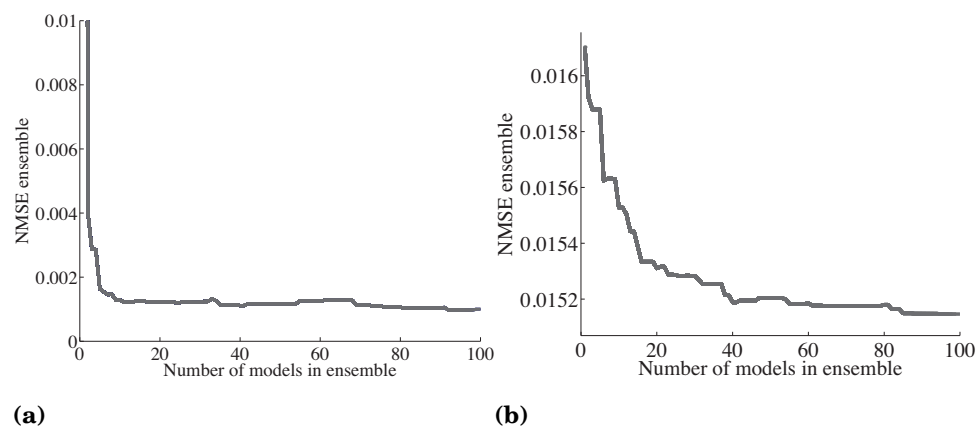 0.01
0.008
0.006
0.004
0.002
0
NMSE ensemble
0 20 40 60 80 100
Number of models in ensemble
(a)
0.016
0.0158
0.0156
0.0154
0.0152
NMSE ensemble
0 20 40 60 80 100
Number of models in ensemble
(b)